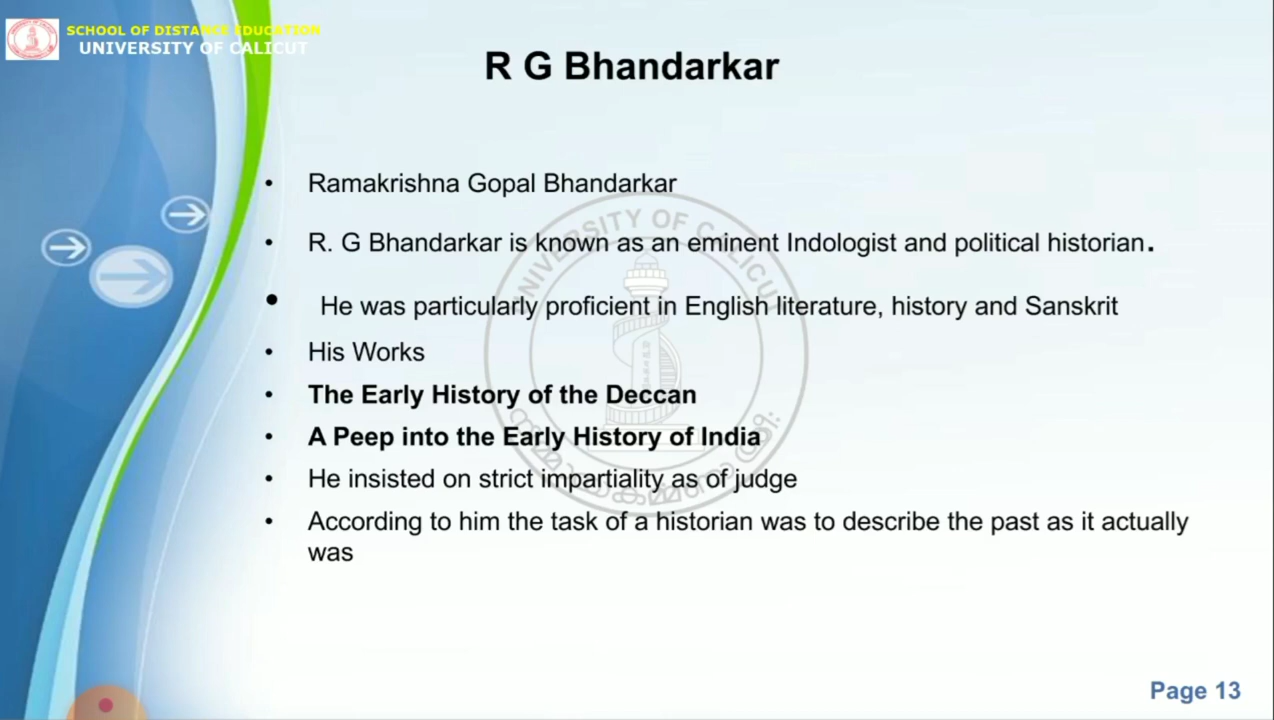 SCHOOL OF DISTANCE EDUCATION
UNIVERSITY OF CALICUT
R G Bhandarkar
• Ramakrishna Gopal Bhandarkar
• R. G Bhandarkar is known as an eminent Indologist and political historian.
• He was particularly proficient in English literature, history and Sanskrit
• His Works
• The Early History of the Deccan
• A Peep into the Early History of India
• He insisted on strict impartiality as of judge
• According to him the task of a historian was to describe the past as it actually
was
UNIVERSITY OF CALICUT
Page 13